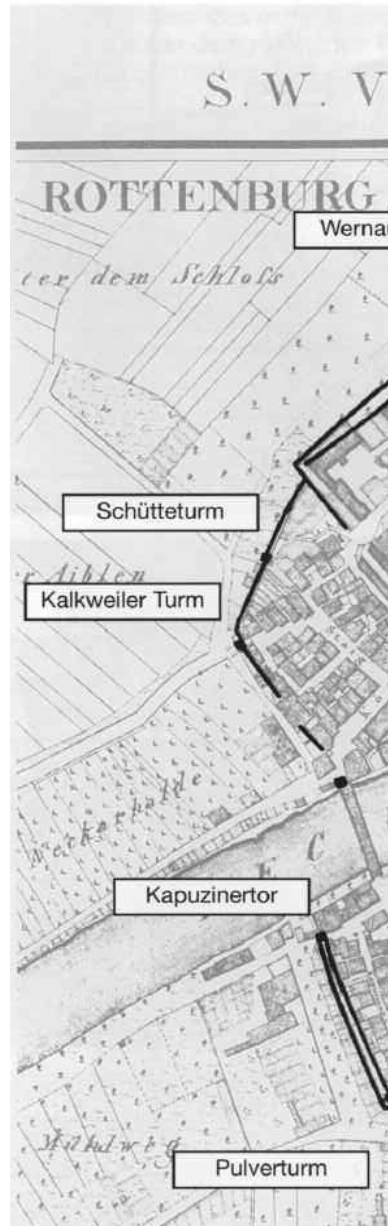 S. W. V
ROTTENBURG
Wernau
ter dem Schloſs
Schütteturm
r Aiblen
Kalkweiler Turm
Neckarhalde
E C
Kapuzinertor
Pulverturm